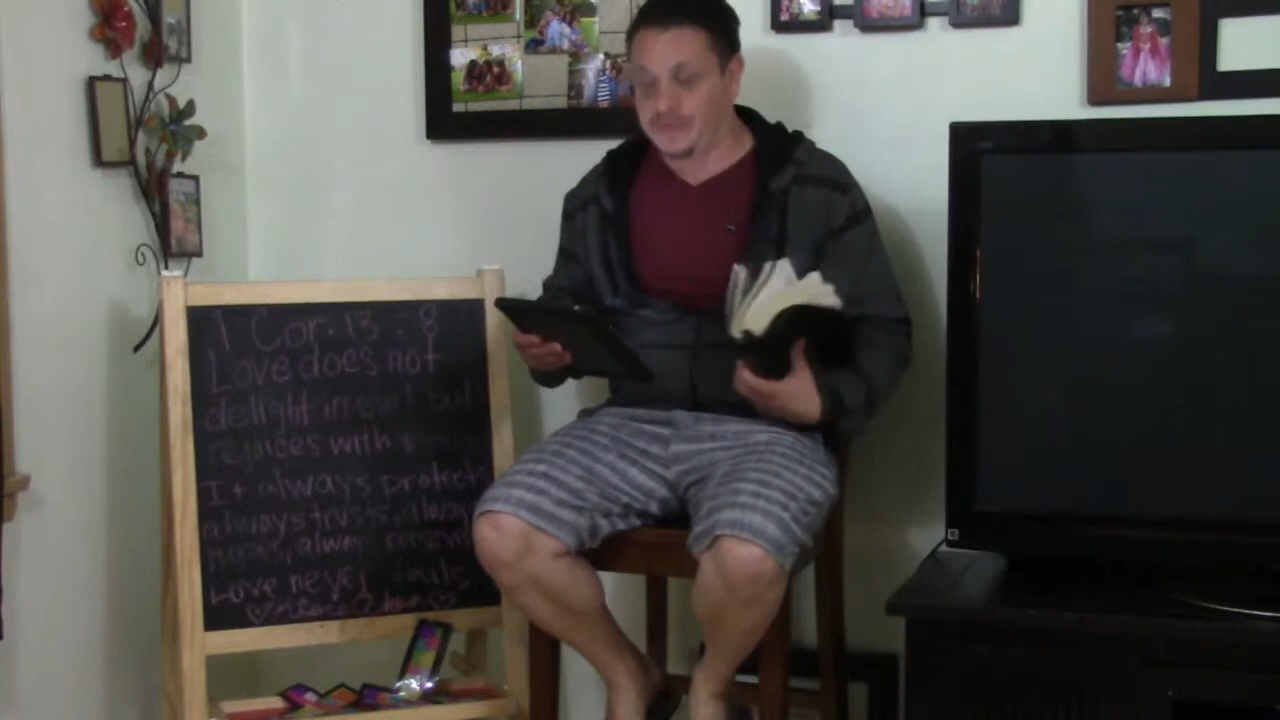 1 Cor. 13:8
Love does not
delight in evil but
rejoices with
It always protects
always trusts, always
hopes, always
Love never fails